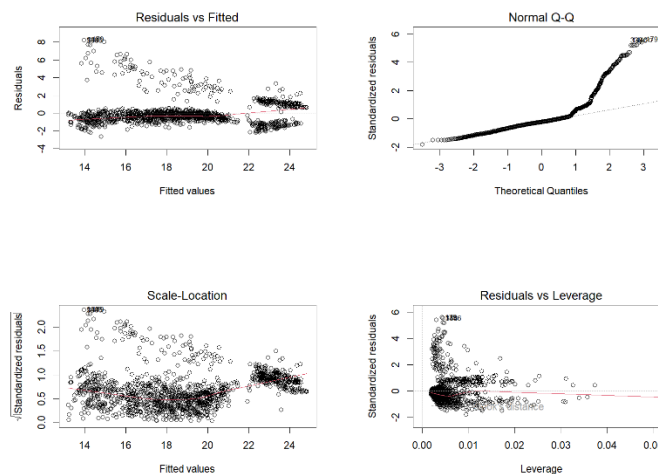 Residuals vs Fitted
Residuals
8
6
4
2
0
-2
-4
14 16 18 20 22 24
Fitted values
Normal Q-Q
Standardized residuals
6
4
2
0
-2
-3 -2 -1 0 1 2 3
Theoretical Quantiles
Scale-Location
√|Standardized residuals
2.0
1.5
1.0
0.5
0.0
14 16 18 20 22 24
Fitted values
Residuals vs Leverage
Standardized residuals
6
4
2
0
-2
distance
0.00 0.01 0.02 0.03 0.04 0.05
Leverage